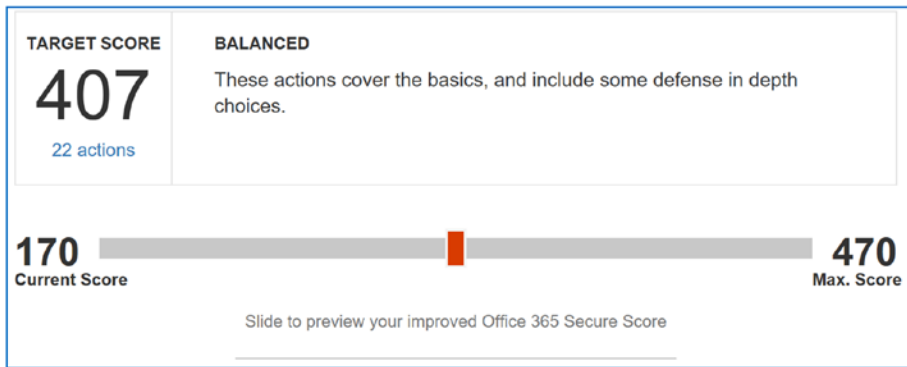 TARGET SCORE
407
22 actions
BALANCED
These actions cover the basics, and include some defense in depth
choices.
170
Current Score
470
Max. Score
Slide to preview your improved Office 365 Secure Score